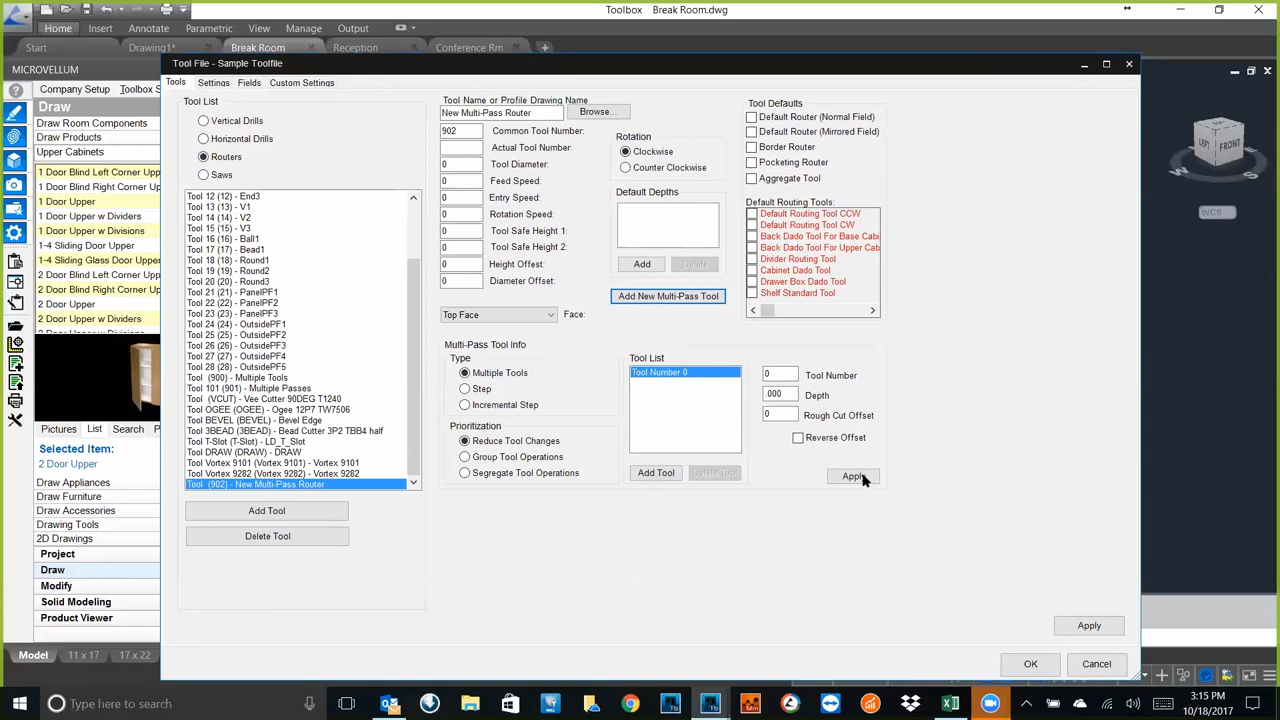 Toolbox Break Room.dwg
Home Insert Annotate Parametric View Manage Output
Start Drawing1* Break Room Reception Conference Rm
MICROVELLUM
Company Setup Toolbox S
Draw
Draw Room Components
Draw Products
Upper Cabinets
1 Door Blind Left Corner Upp
1 Door Blind Right Corner Up
1 Door Upper
1 Door Upper w Dividers
1 Door Upper w Divisions
1-4 Sliding Door Upper
1-4 Sliding Glass Door Upper
2 Door Blind Left Corner Upp
2 Door Blind Right Corner Up
2 Door Upper
2 Door Upper w Dividers
2 Door Upper w Divisions
Pictures List Search P
Selected Item:
2 Door Upper
Draw Appliances
Draw Furniture
Draw Accessories
Drawing Tools
2D Drawings
Project
Draw
Modify
Solid Modeling
Product Viewer
Model 11 x 17 17 x 22
Tool File - Sample Toolfile
Tools Settings Fields Custom Settings
Tool List
Vertical Drills
Horizontal Drills
Routers
Saws
Tool 12 (12) - End3
Tool 13 (13) - V1
Tool 14 (14) - V2
Tool 15 (15) - V3
Tool 16 (16) - Ball1
Tool 17 (17) - Bead1
Tool 18 (18) - Round1
Tool 19 (19) - Round2
Tool 20 (20) - Round3
Tool 21 (21) - PanelPF1
Tool 22 (22) - PanelPF2
Tool 23 (23) - PanelPF3
Tool 24 (24) - OutsidePF1
Tool 25 (25) - OutsidePF2
Tool 26 (26) - OutsidePF3
Tool 27 (27) - OutsidePF4
Tool 28 (28) - OutsidePF5
Tool (900) - Multiple Tools
Tool 101 (901) - Multiple Passes
Tool (VCUT) - Vee Cutter 90DEG T1240
Tool OGEE (OGEE) - Ogee 12P7 TW7506
Tool BEVEL (BEVEL) - Bevel Edge
Tool 3BEAD (3BEAD) - Bead Cutter 3P2 TBB4 half
Tool T-Slot (T-Slot) - LD_T_Slot
Tool DRAW (DRAW) - DRAW
Tool Vortex 9101 (Vortex 9101) - Vortex 9101
Tool Vortex 9282 (Vortex 9282) - Vortex 9282
Tool (902) - New Multi-Pass Router
Add Tool
Delete Tool
Tool Name or Profile Drawing Name
New Multi-Pass Router Browse...
902 Common Tool Number:
Actual Tool Number:
0 Tool Diameter:
0 Feed Speed:
0 Entry Speed:
0 Rotation Speed:
0 Tool Safe Height 1:
0 Tool Safe Height 2:
0 Height Offest:
0 Diameter Offset:
Top Face Face:
Rotation
Clockwise
Counter Clockwise
Default Depths
Add Delete
Add New Multi-Pass Tool
Tool Defaults
Default Router (Normal Field)
Default Router (Mirrored Field)
Border Router
Pocketing Router
Aggregate Tool
Default Routing Tools:
Default Routing Tool CCW
Default Routing Tool CW
Back Dado Tool For Base Cabi
Back Dado Tool For Upper Cab
Divider Routing Tool
Cabinet Dado Tool
Drawer Box Dado Tool
Shelf Standard Tool
Multi-Pass Tool Info
Type
Multiple Tools
Step
Incremental Step
Prioritization
Reduce Tool Changes
Group Tool Operations
Segregate Tool Operations
Tool List
Tool Number 0
Add Tool Delete Tool
0 Tool Number
.000 Depth
0 Rough Cut Offset
Reverse Offset
Apply
Apply
OK Cancel
LEFT FRONT
WCS
Type here to search
3:15 PM
10/18/2017